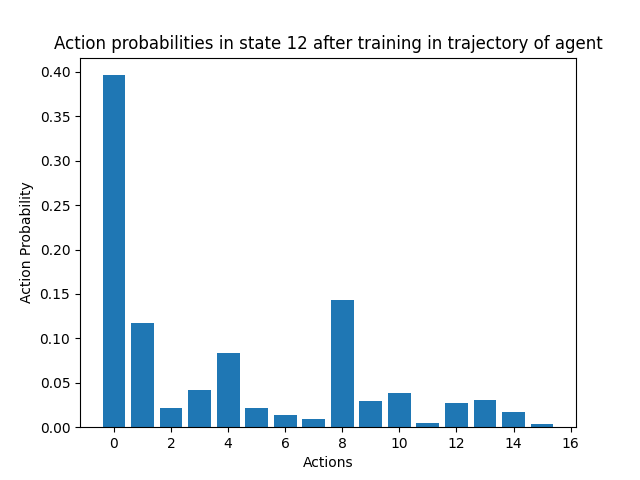 Action probabilities in state 12 after training in trajectory of agent
0.40
0.35
0.30
0.25
0.20
0.15
0.10
0.05
0.00
Action Probability
0 2 4 6 8 10 12 14 16
Actions